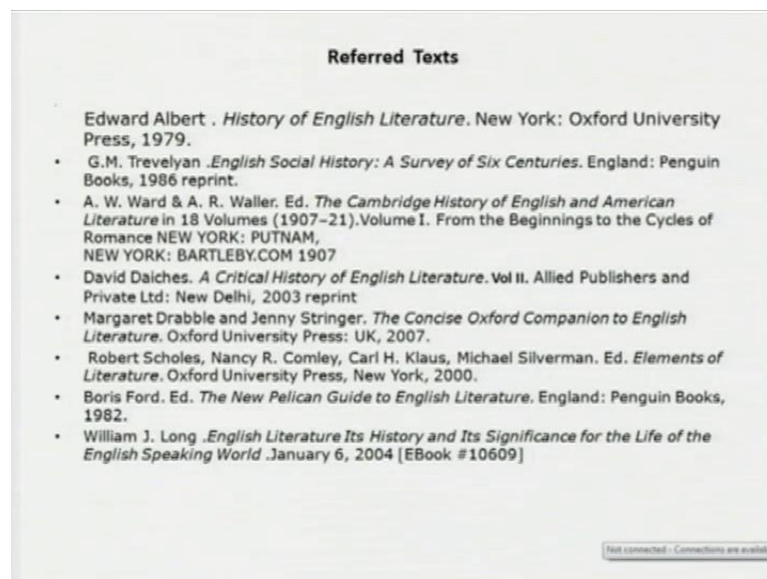 Referred Texts
Edward Albert . History of English Literature. New York: Oxford University
Press, 1979.
• G.M. Trevelyan .English Social History: A Survey of Six Centuries. England: Penguin
Books, 1986 reprint.
• A. W. Ward & A. R. Waller. Ed. The Cambridge History of English and American
Literature in 18 Volumes (1907–21).Volume I. From the Beginnings to the Cycles of
Romance NEW YORK: PUTNAM,
NEW YORK: BARTLEBY.COM 1907
• David Daiches. A Critical History of English Literature. Vol II. Allied Publishers and
Private Ltd: New Delhi, 2003 reprint
• Margaret Drabble and Jenny Stringer. The Concise Oxford Companion to English
Literature. Oxford University Press: UK, 2007.
• Robert Scholes, Nancy R. Comley, Carl H. Klaus, Michael Silverman. Ed. Elements of
Literature. Oxford University Press, New York, 2000.
• Boris Ford. Ed. The New Pelican Guide to English Literature. England: Penguin Books,
1982.
• William J. Long .English Literature Its History and Its Significance for the Life of the
English Speaking World .January 6, 2004 [EBook #10609]
Not connected - Connections are